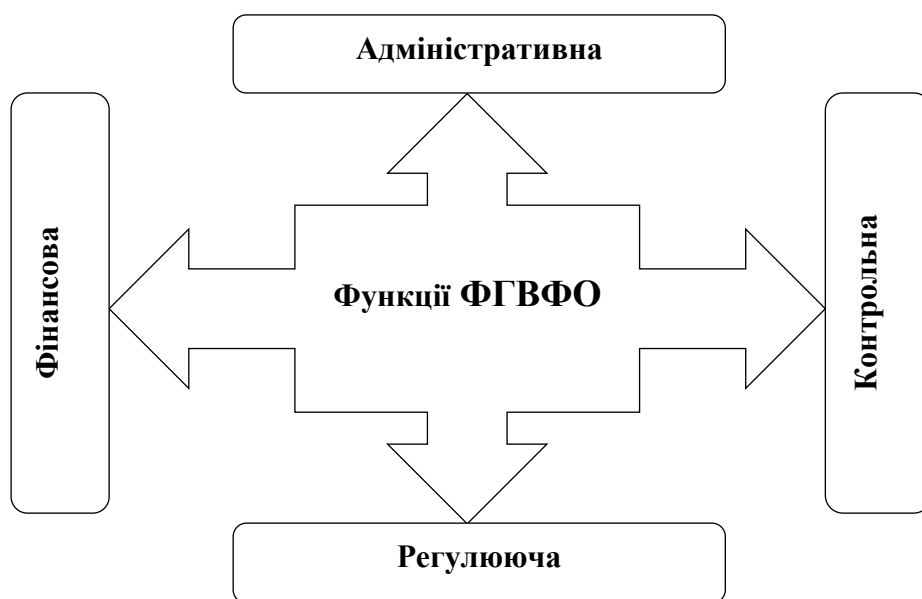 Адміністративна
Фінансова
Функції ФГВФО
Контрольна
Регулююча